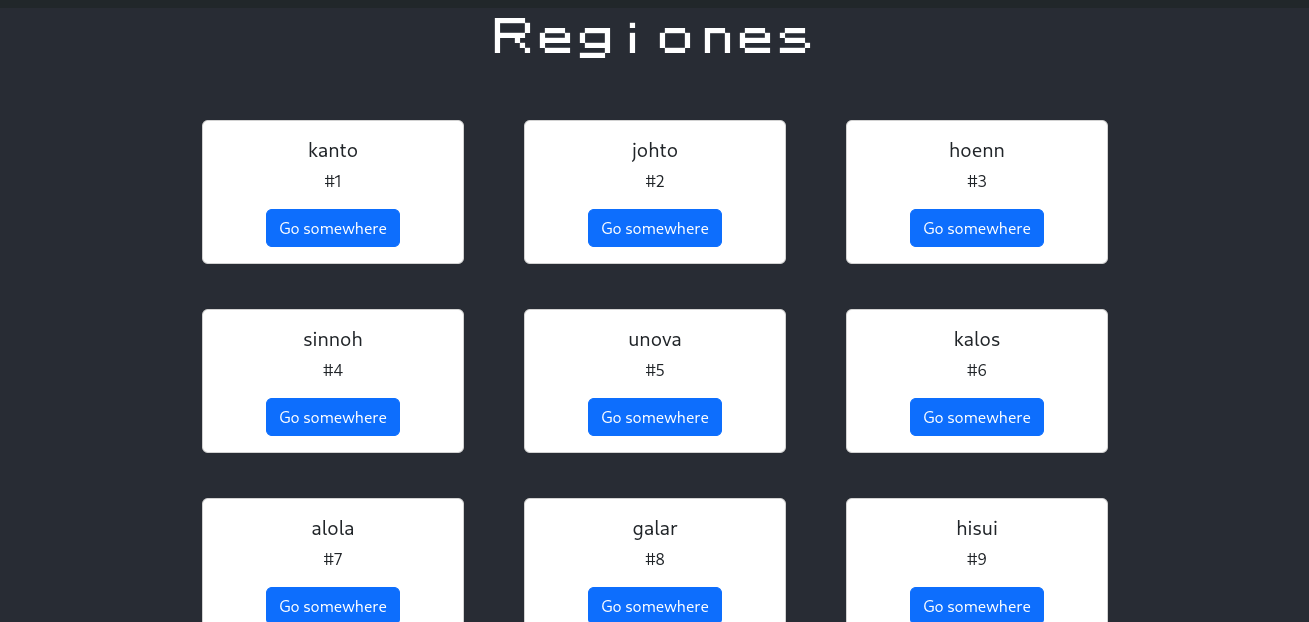 Regiones
kanto
#1
Go somewhere
johto
#2
Go somewhere
hoenn
#3
Go somewhere
sinnoh
#4
Go somewhere
unova
#5
Go somewhere
kalos
#6
Go somewhere
alola
#7
Go somewhere
galar
#8
Go somewhere
hisui
#9
Go somewhere